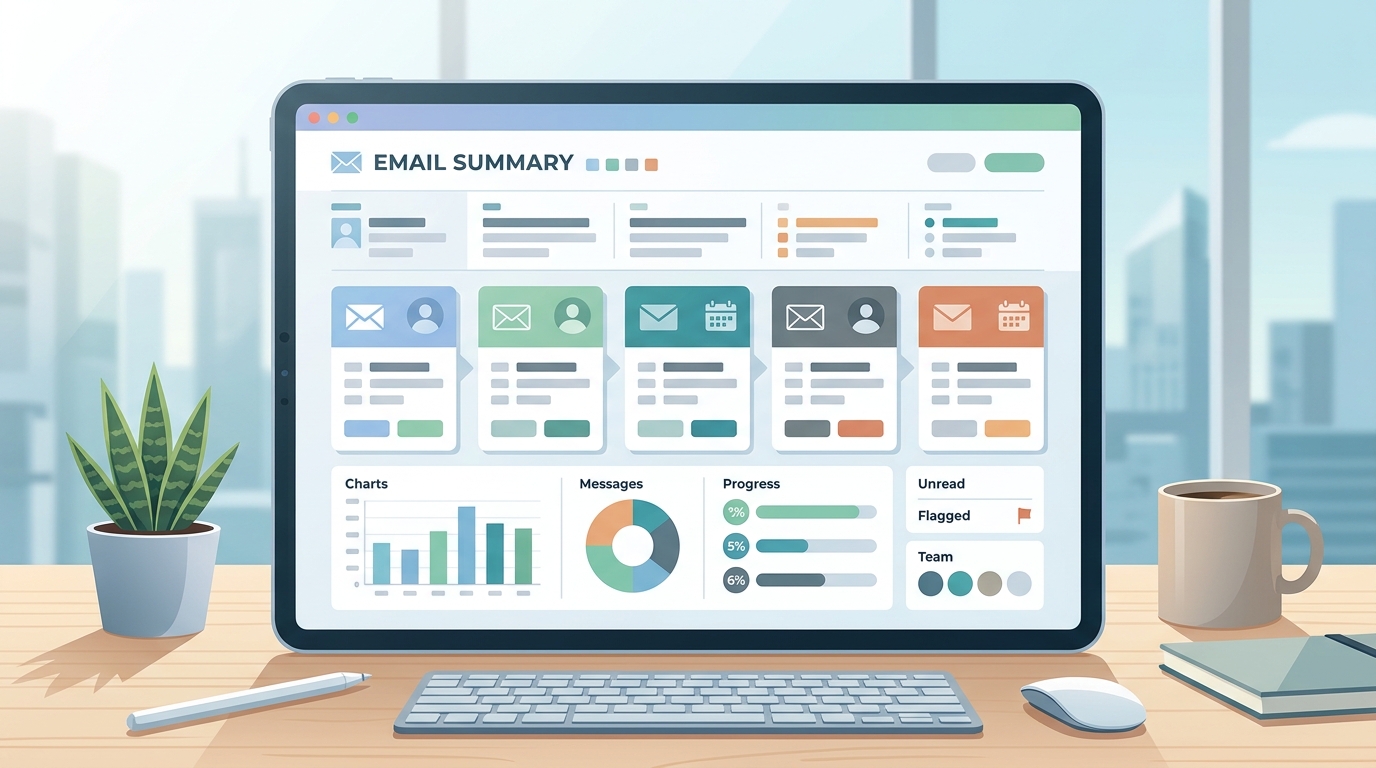 EMAIL SUMMARY
Charts
Messages
Progress
5%
6%
Unread
Flagged
Team